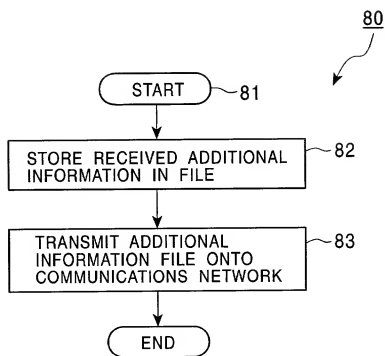 80
START
81
STORE RECEIVED ADDITIONAL
INFORMATION IN FILE
82
TRANSMIT ADDITIONAL
INFORMATION FILE ONTO
COMMUNICATIONS NETWORK
83
END